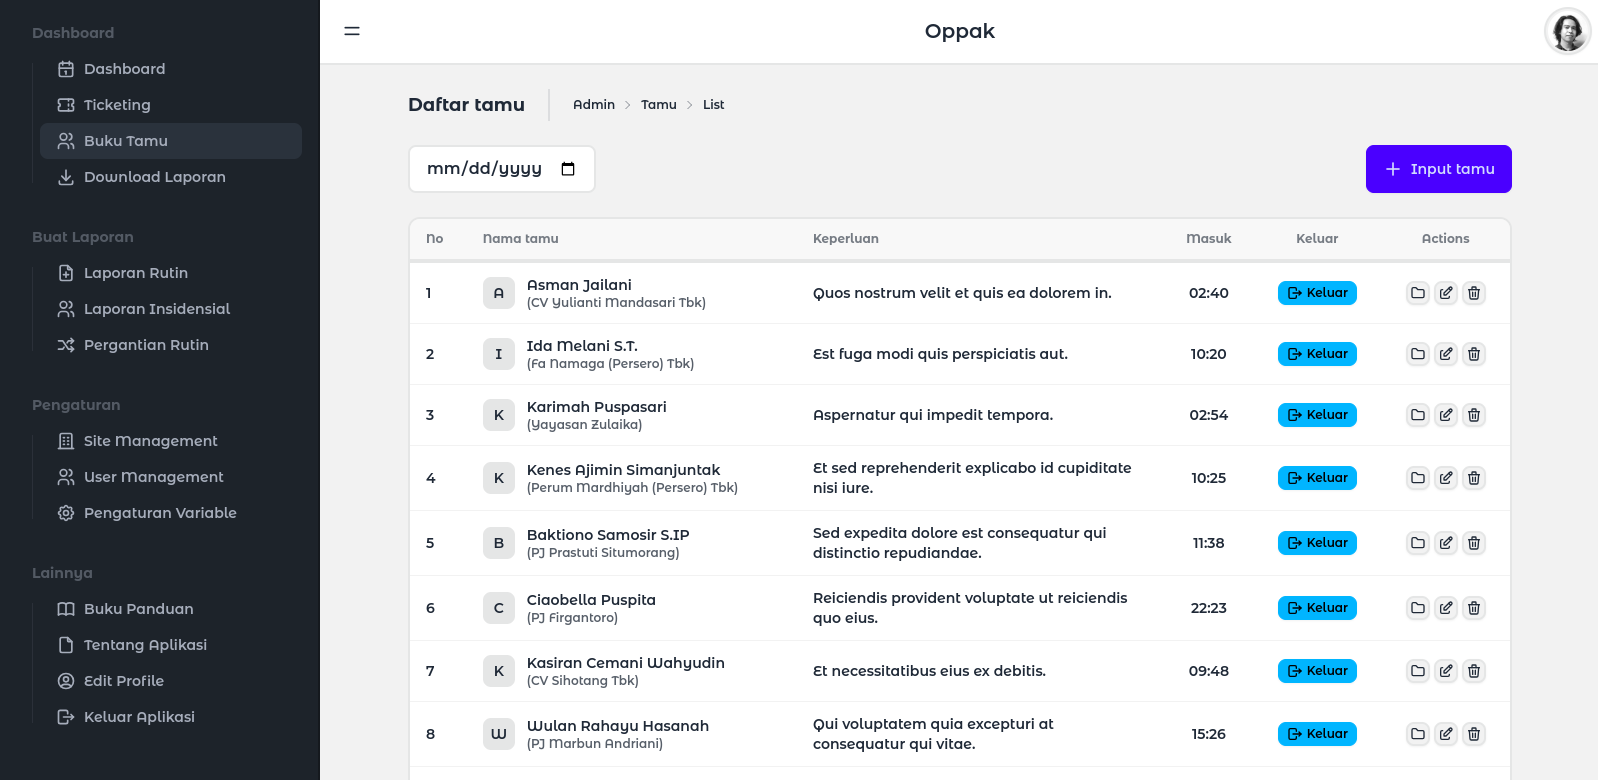 Dashboard
Dashboard
Ticketing
Buku Tamu
Download Laporan
Buat Laporan
Laporan Rutin
Laporan Insidensial
Pergantian Rutin
Pengaturan
Site Management
User Management
Pengaturan Variable
Lainnya
Buku Panduan
Tentang Aplikasi
Edit Profile
Keluar Aplikasi
Oppak
Daftar tamu
Admin > Tamu > List
mm/dd/yyyy
Input tamu
No Nama tamu Keperluan Masuk Keluar Actions
1 A Asman Jailani
(CV Yulianti Mandasari Tbk)
Quos nostrum velit et quis ea dolorem in.
02:40 Keluar
2 I Ida Melani S.T.
(Fa Namaga (Persero) Tbk)
Est fuga modi quis perspiciatis aut.
10:20 Keluar
3 K Karimah Puspasari
(Yayasan Zulaika)
Aspernatur qui impedit tempora.
02:54 Keluar
4 K Kenes Ajimin Simanjuntak
(Perum Mardhiyah (Persero) Tbk)
Et sed reprehenderit explicabo id cupiditate
nisi iure.
10:25 Keluar
5 B Baktiono Samosir S.IP
(PJ Prastuti Situmorang)
Sed expedita dolore est consequatur qui
distinctio repudiandae.
11:38 Keluar
6 C Ciaobella Puspita
(PJ Firgantoro)
Reiciendis provident voluptate ut reiciendis
quo eius.
22:23 Keluar
7 K Kasiran Cemani Wahyudin
(CV Sihotang Tbk)
Et necessitatibus eius ex debitis.
09:48 Keluar
8 W Wulan Rahayu Hasanah
(PJ Marbun Andriani)
Qui voluptatem quia excepturi at
consequatur qui vitae.
15:26 Keluar